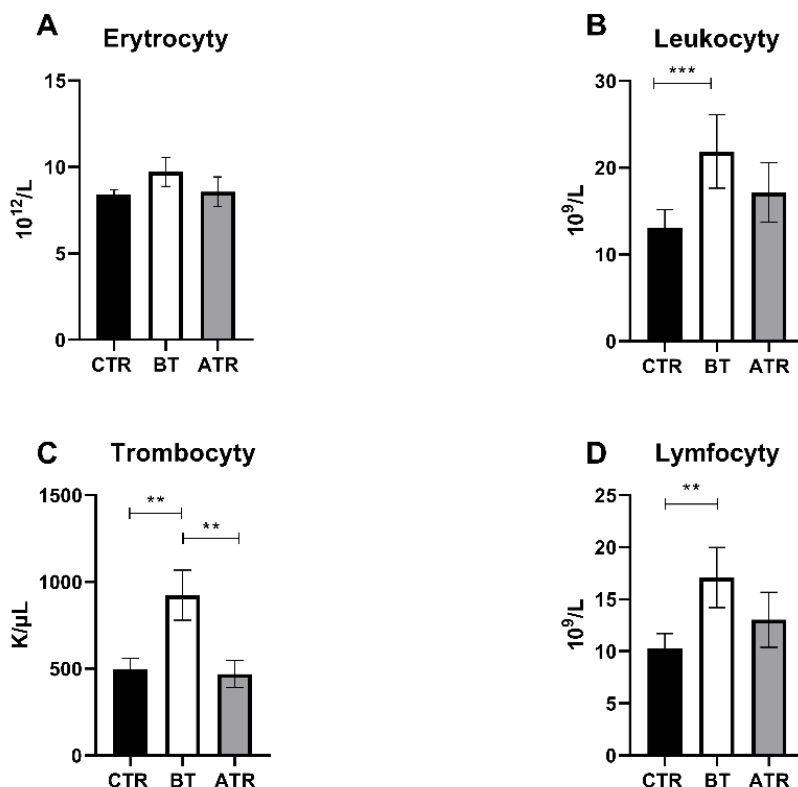 A Erytrocyty
15
10
5
0
10¹²/L
CTR BT ATR
B Leukocyty
***
30
20
10
0
10⁹/L
CTR BT ATR
C Trombocyty
**
**
1500
1000
500
0
K/µL
CTR BT ATR
D Lymfocyty
**
25
20
15
10
5
0
10⁹/L
CTR BT ATR